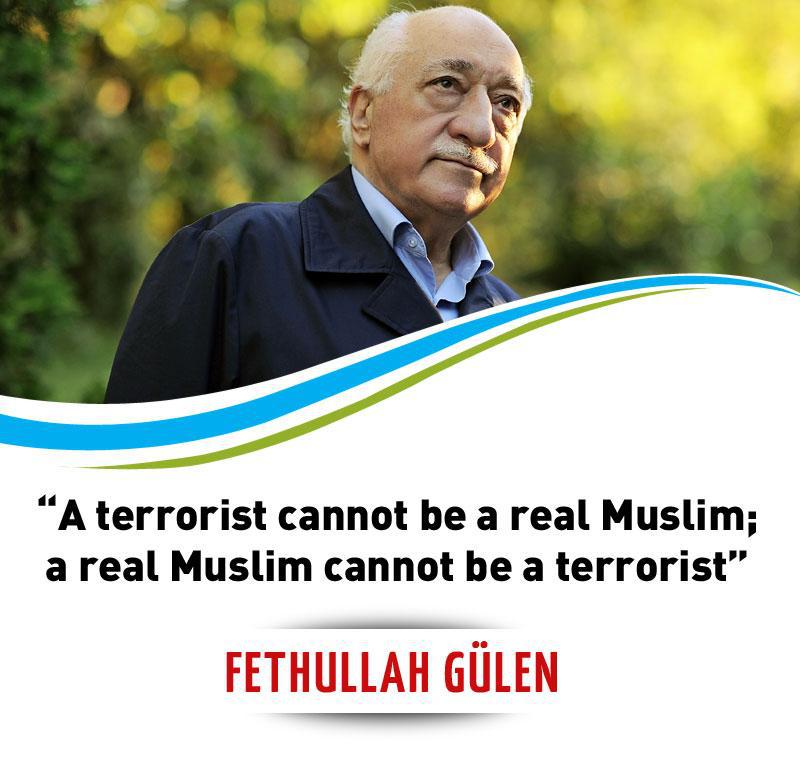 “A terrorist cannot be a real Muslim;
a real Muslim cannot be a terrorist”
FETHULLAH GÜLEN